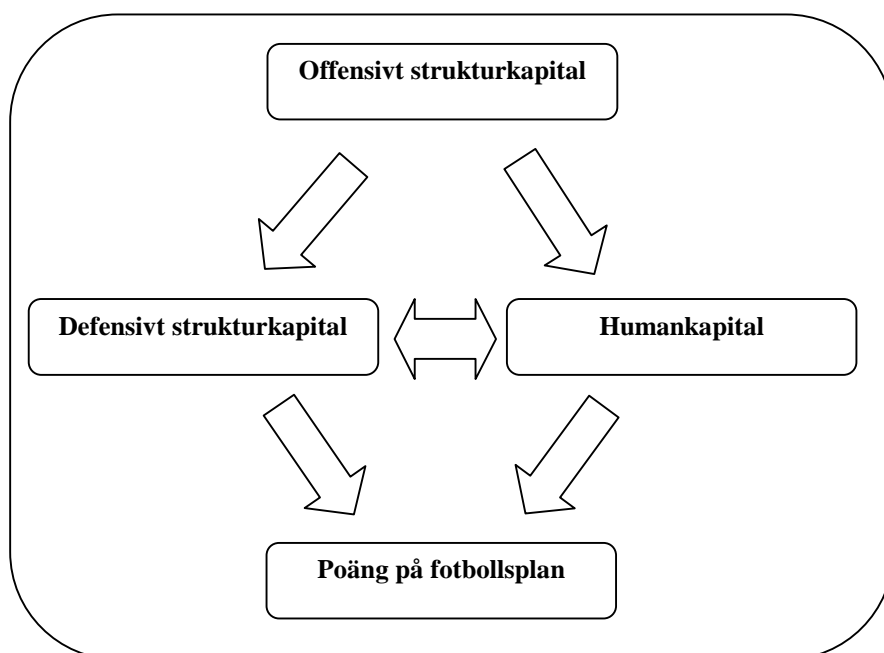 Offensivt strukturkapital
Defensivt strukturkapital
Humankapital
Poäng på fotbollsplan